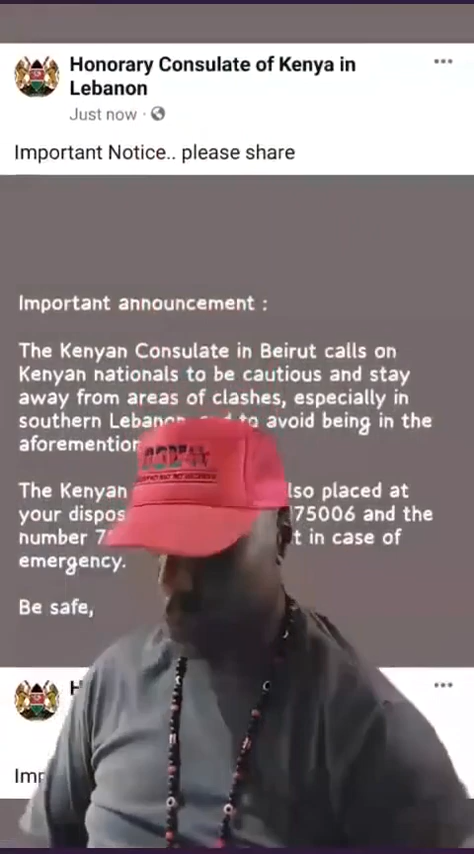 Honorary Consulate of Kenya in
Lebanon
Just now
Important Notice.. please share
Important announcement :
The Kenyan Consulate in Beirut calls on
Kenyan nationals to be cautious and stay
away from areas of clashes, especially in
southern Lebanon and to avoid being in the
The Kenyan lso placed at
your 75006 and the
number t in case of
emergency.
Be safe,